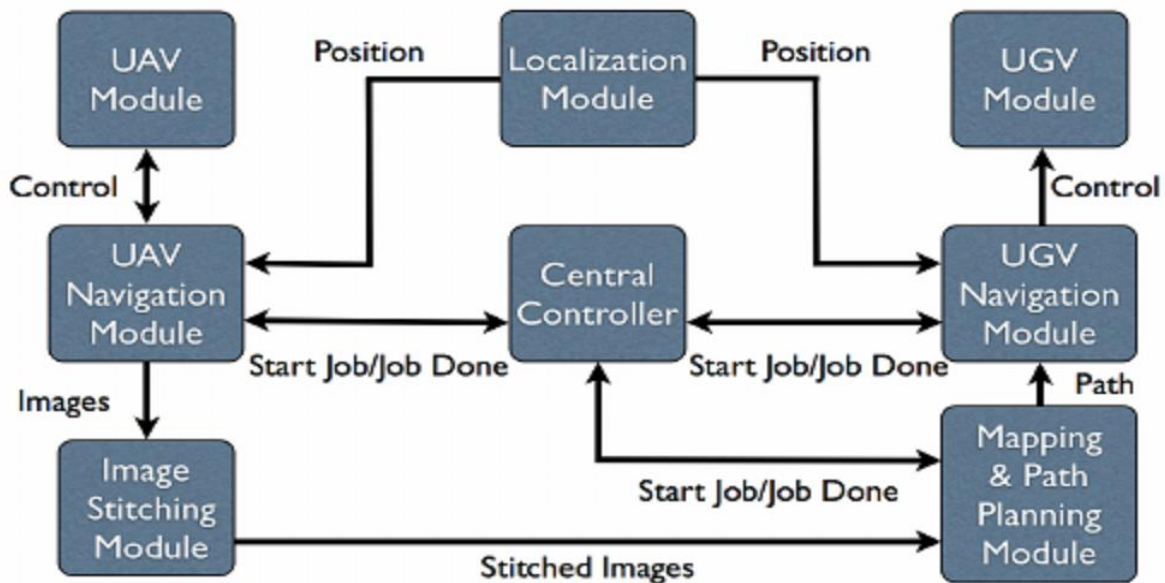 UAV
Module
Position
Localization
Module
Position
UGV
Module
Control
Control
UAV
Navigation
Module
Central
Controller
UGV
Navigation
Module
Start Job/Job Done
Start Job/Job Done
Images
Path
Image
Stitching
Module
Start Job/Job Done
Mapping
& Path
Planning
Module
Stitched Images